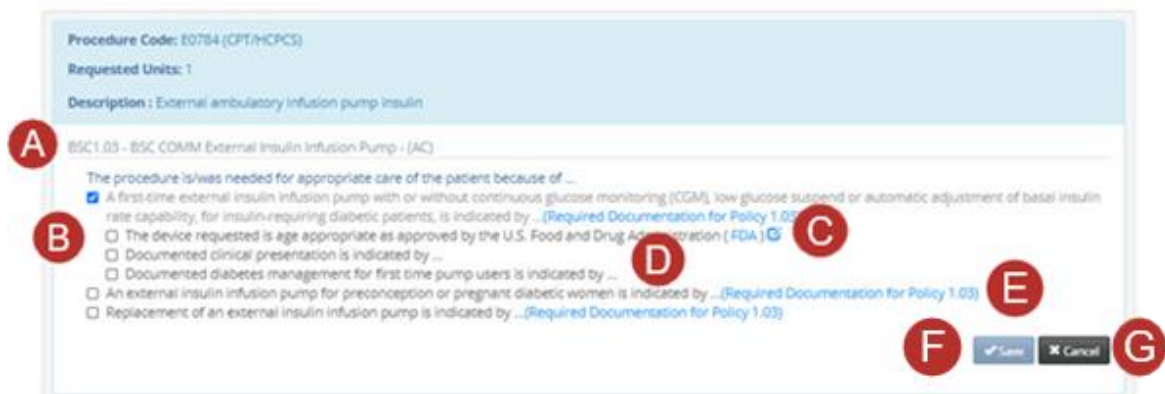 Procedure Code: E0784 (CPT/HCPCS)
Requested Units: 1
Description : External ambulatory infusion pump insulin
A
BSC1.03 - BSC COMM External Insulin Infusion Pump - (AC)
The procedure is/was needed for appropriate care of the patient because of ...
A first-time external insulin infusion pump with or without continuous glucose monitoring (CGM), low glucose suspend or automatic adjustment of basal insulin
rate capability, for insulin-requiring diabetic patients, is indicated by ...(Required Documentation for Policy 1.03)
B
The device requested is age appropriate as approved by the U.S. Food and Drug Administration ( FDA )
C
Documented clinical presentation is indicated by ...
D
Documented diabetes management for first time pump users is indicated by ...
An external insulin infusion pump for preconception or pregnant diabetic women is indicated by ...(Required Documentation for Policy 1.03)
E
Replacement of an external insulin infusion pump is indicated by ...(Required Documentation for Policy 1.03)
F
Save
Cancel
G